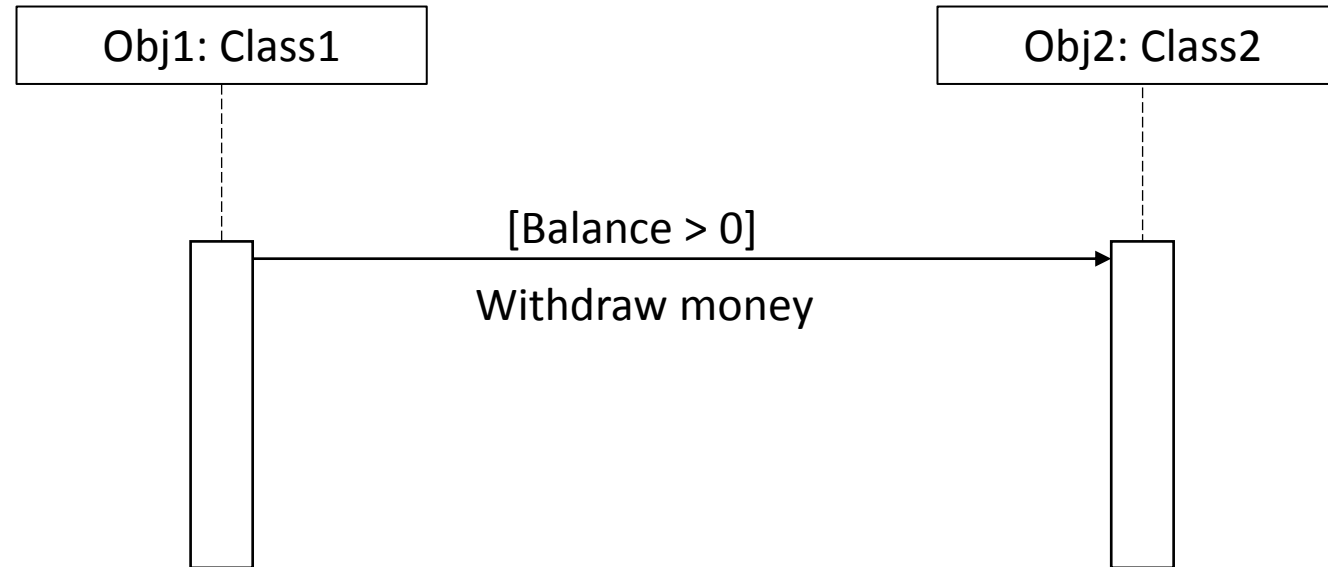 Obj1: Class1
Obj2: Class2
[Balance > 0]
Withdraw money